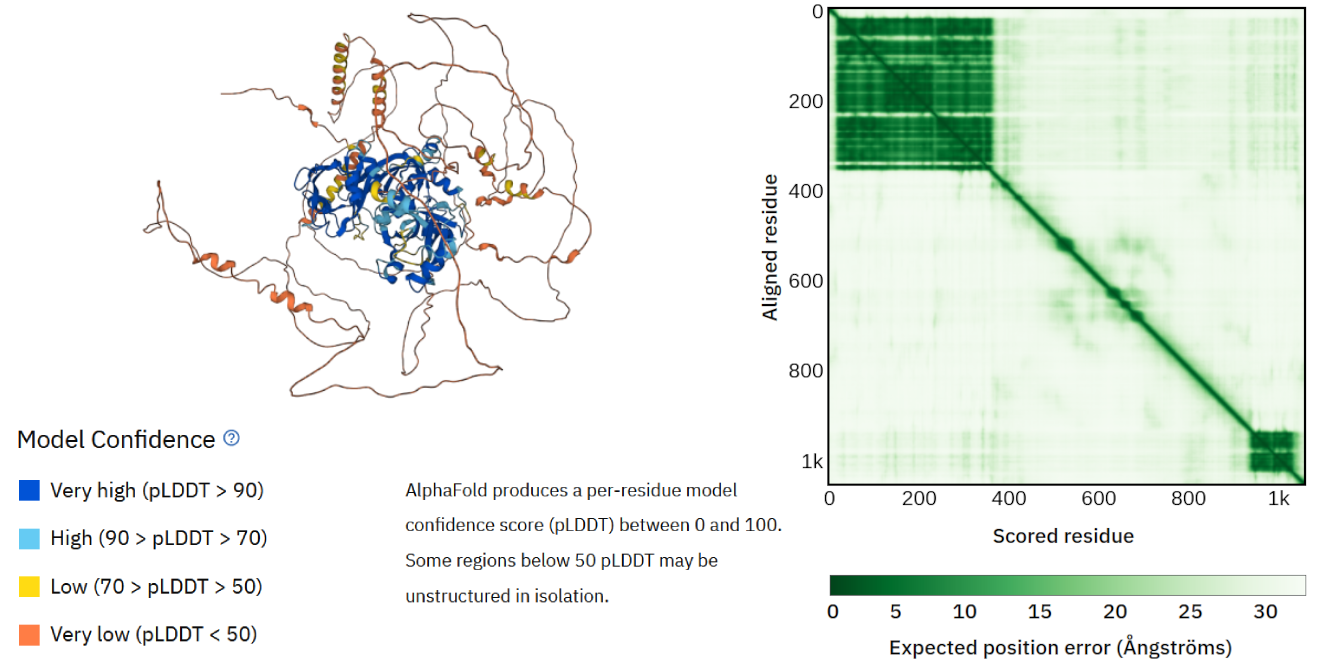 Model Confidence ?
Very high (pLDDT > 90)
High (90 > pLDDT > 70)
Low (70 > pLDDT > 50)
Very low (pLDDT < 50)
AlphaFold produces a per-residue model
confidence score (pLDDT) between 0 and 100.
Some regions below 50 pLDDT may be
unstructured in isolation.
0
200
400
600
800
1k
Aligned residue
0 200 400 600 800 1k
Scored residue
0 5 10 15 20 25 30
Expected position error (Ångströms)